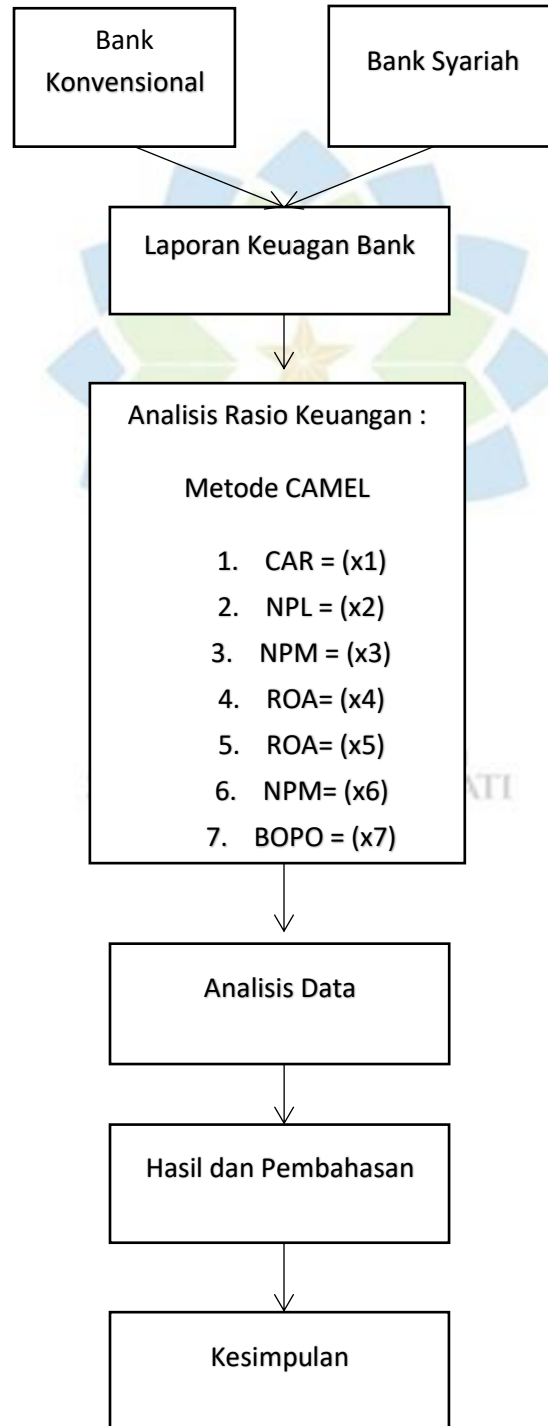 Bank
Konvensional
Bank Syariah
Laporan Keuagan Bank
Analisis Rasio Keuangan :
Metode CAMEL
1. CAR = (x1)
2. NPL = (x2)
3. NPM = (x3)
4. ROA= (x4)
5. ROA= (x5)
6. NPM= (x6)
7. BOPO = (x7)
Analisis Data
Hasil dan Pembahasan
Kesimpulan